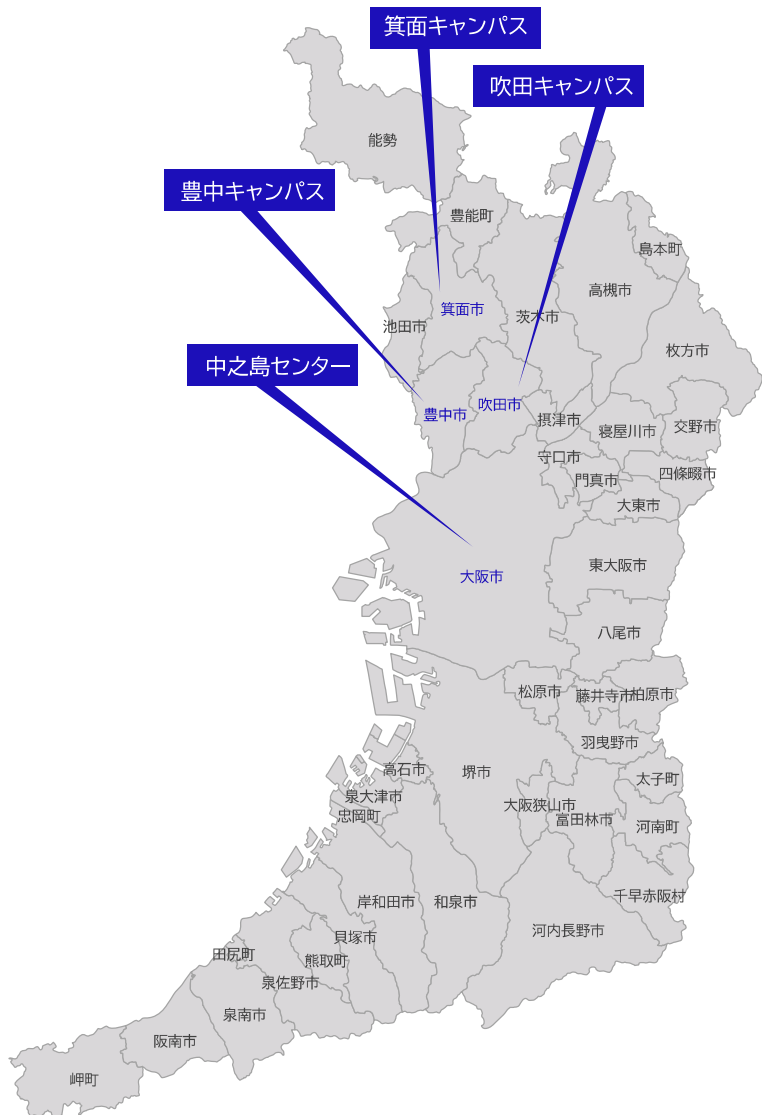 箕面キャンパス
吹田キャンパス
能勢
豊中キャンパス
豊能町
島本町
高槻市
箕面市
茨木市
池田市
枚方市
中之島センター
吹田市
豊中市
摂津市
交野市
寝屋川市
守口市
四條畷市
門真市
大東市
東大阪市
大阪市
八尾市
松原市
藤井寺市
柏原市
羽曳野市
高石市
堺市
太子町
泉大津市
大阪狭山市
忠岡町
富田林市
河南町
千早赤阪村
岸和田市
和泉市
河内長野市
貝塚市
田尻町
熊取町
泉佐野市
泉南市
阪南市
岬町